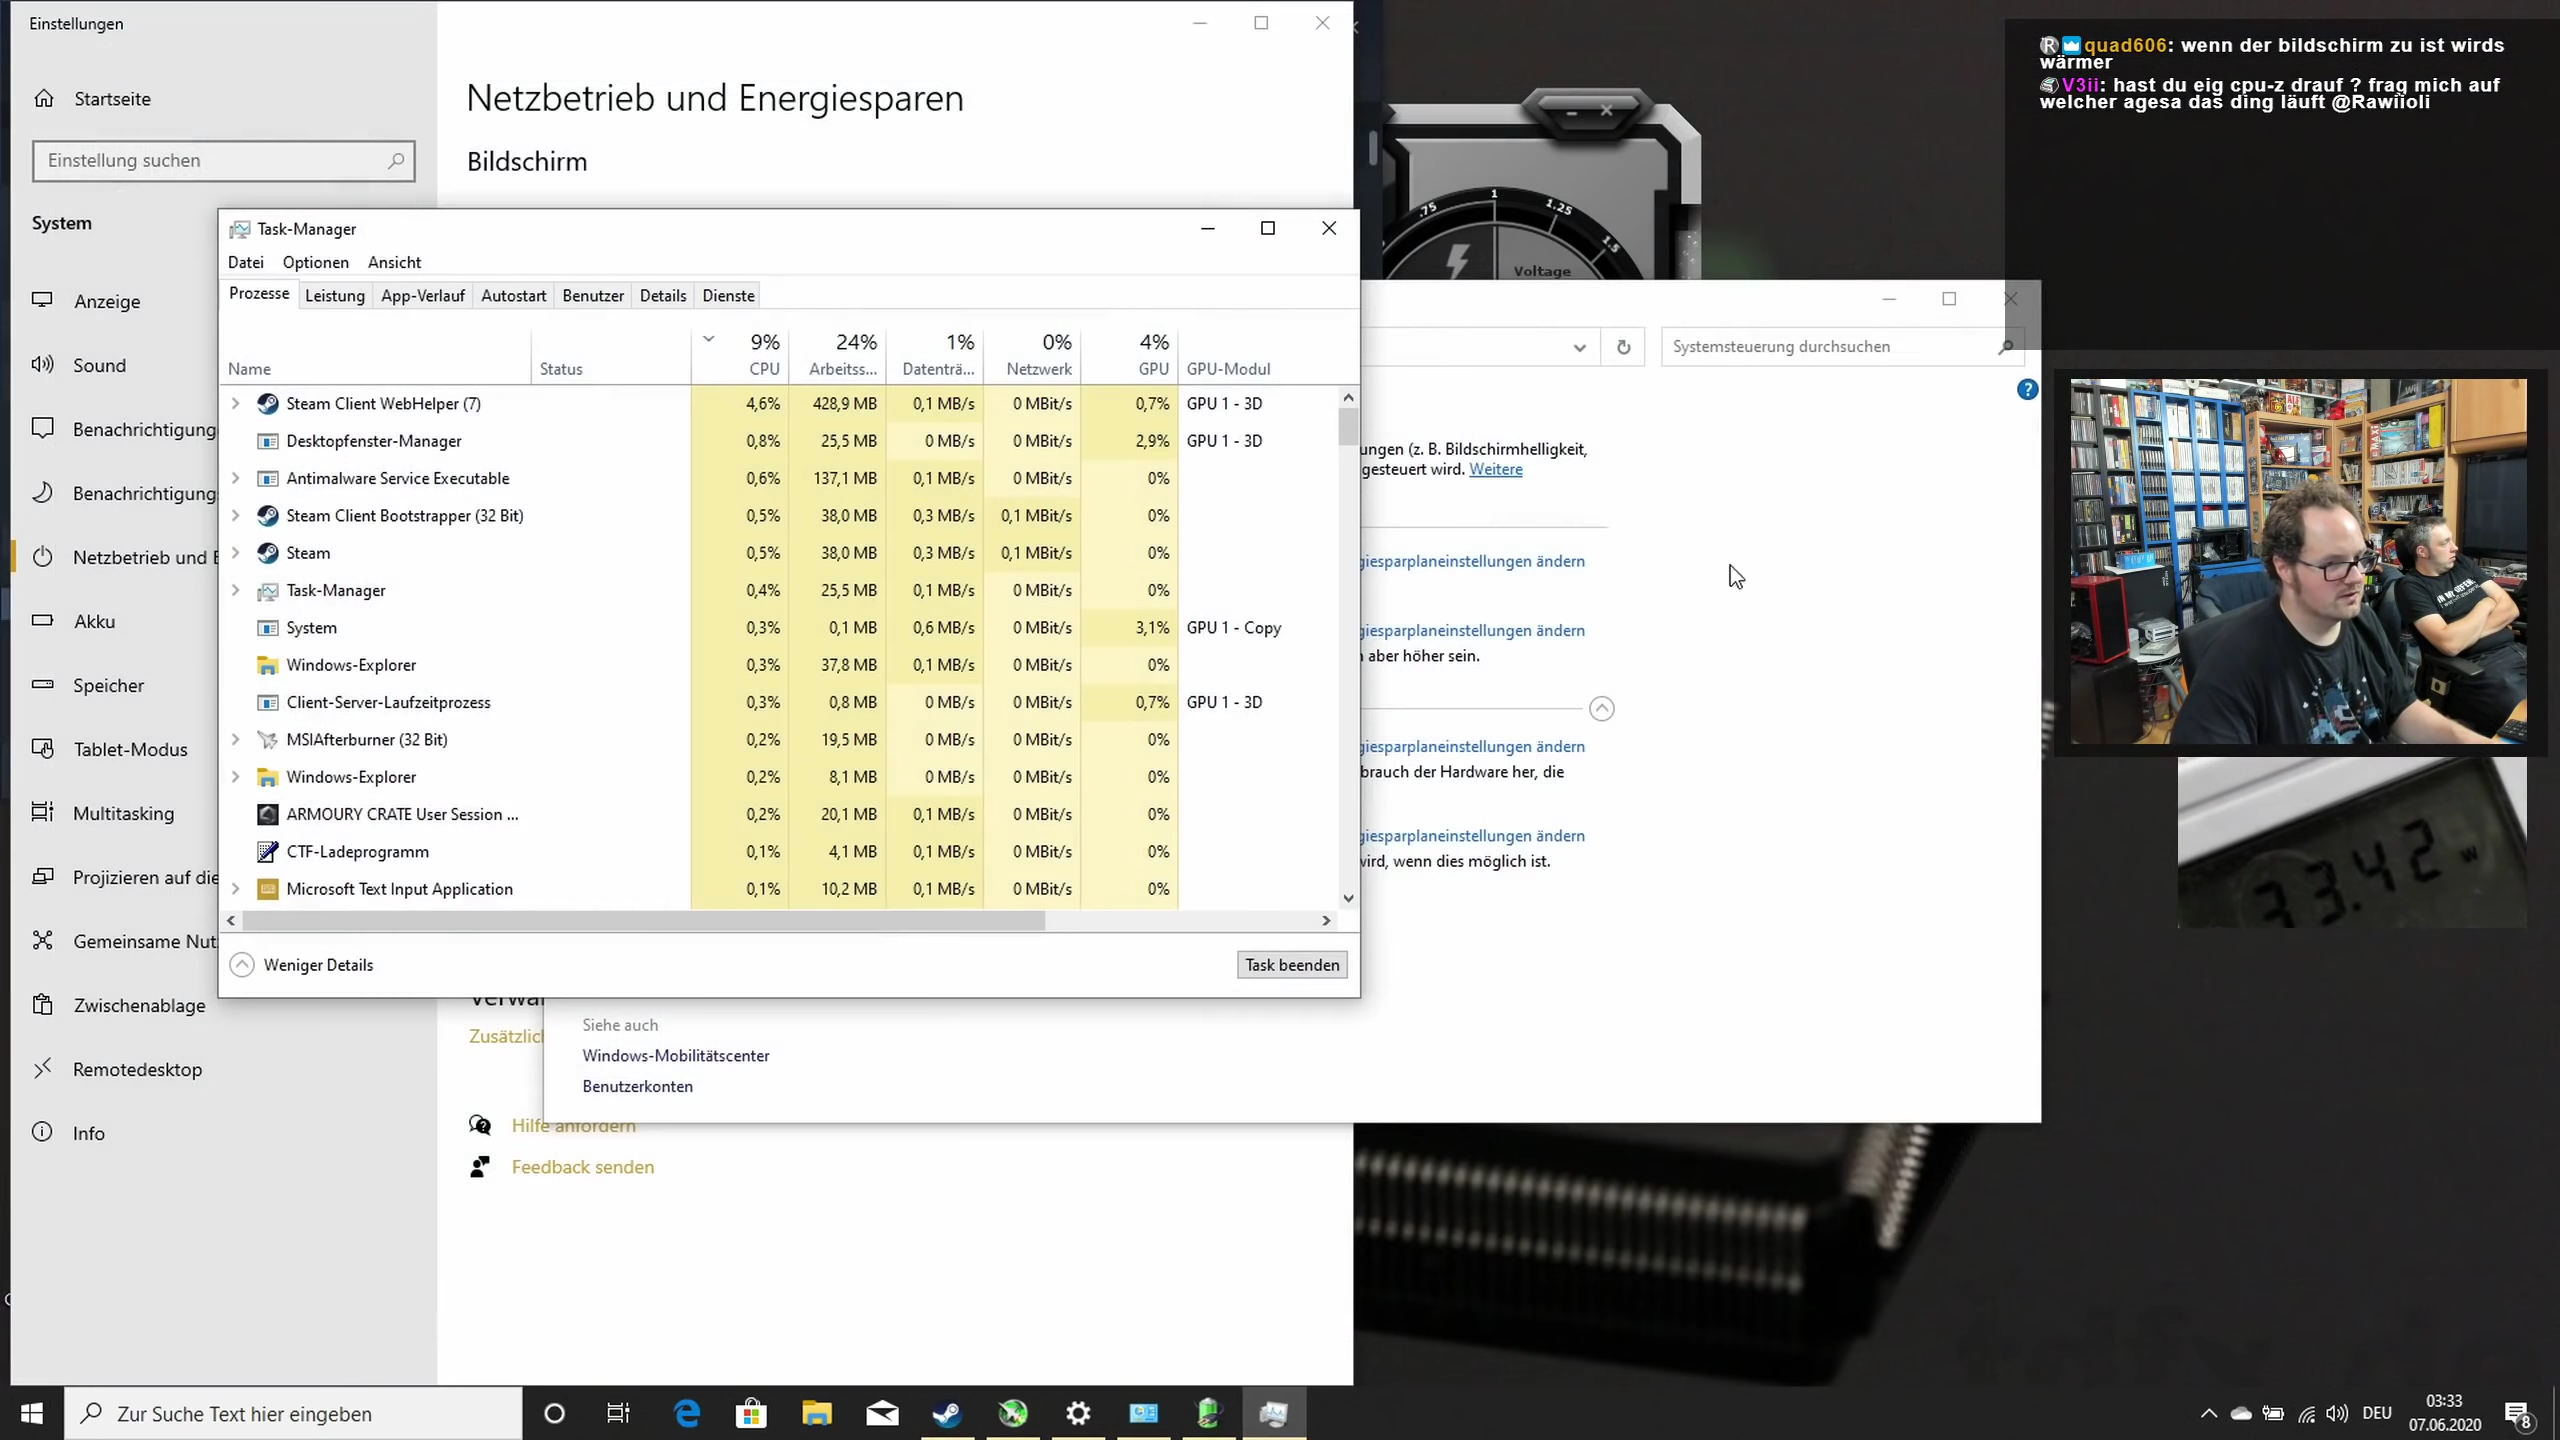 Einstellungen
Startseite
Einstellung suchen
System
Anzeige
Sound
Benachrichtigung
Benachrichtigung
Netzbetrieb und E
Akku
Speicher
Tablet-Modus
Multitasking
Projizieren auf die
Gemeinsame Nut
Zwischenablage
Remotedesktop
Info
Netzbetrieb und Energiesparen
Bildschirm
Zusätzlic
Hilfe anfordern
Feedback senden
Task-Manager
Datei Optionen Ansicht
Prozesse Leistung App-Verlauf Autostart Benutzer Details Dienste
9% 24% 1% 0% 4%
Name Status CPU Arbeitss... Datenträ... Netzwerk GPU GPU-Modul
Steam Client WebHelper (7) 4,6% 428,9 MB 0,1 MB/s 0 MBit/s 0,7% GPU 1 - 3D
Desktopfenster-Manager 0,8% 25,5 MB 0 MB/s 0 MBit/s 2,9% GPU 1 - 3D
Antimalware Service Executable 0,6% 137,1 MB 0,1 MB/s 0 MBit/s 0%
Steam Client Bootstrapper (32 Bit) 0,5% 38,0 MB 0,3 MB/s 0,1 MBit/s 0%
Steam 0,5% 38,0 MB 0,3 MB/s 0,1 MBit/s 0%
Task-Manager 0,4% 25,5 MB 0,1 MB/s 0 MBit/s 0%
System 0,3% 0,1 MB 0,6 MB/s 0 MBit/s 3,1% GPU 1 - Copy
Windows-Explorer 0,3% 37,8 MB 0,1 MB/s 0 MBit/s 0%
Client-Server-Laufzeitprozess 0,3% 0,8 MB 0 MB/s 0 MBit/s 0,7% GPU 1 - 3D
MSIAfterburner (32 Bit) 0,2% 19,5 MB 0 MB/s 0 MBit/s 0%
Windows-Explorer 0,2% 8,1 MB 0 MB/s 0 MBit/s 0%
ARMOURY CRATE User Session ... 0,2% 20,1 MB 0,1 MB/s 0 MBit/s 0%
CTF-Ladeprogramm 0,1% 4,1 MB 0,1 MB/s 0 MBit/s 0%
Microsoft Text Input Application 0,1% 10,2 MB 0,1 MB/s 0 MBit/s 0%
Weniger Details
Task beenden
Siehe auch
Windows-Mobilitätscenter
Benutzerkonten
.75 1 1.25 1.5
Voltage
Systemsteuerung durchsuchen
ungen (z. B. Bildschirmhelligkeit,
gesteuert wird. Weitere
giesparplaneinstellungen ändern
giesparplaneinstellungen ändern
aber höher sein.
giesparplaneinstellungen ändern
brauch der Hardware her, die
giesparplaneinstellungen ändern
wird, wenn dies möglich ist.
quad606: wenn der bildschirm zu ist wirds
wärmer
V3ii: hast du eig cpu-z drauf ? frag mich auf
welcher agesa das ding läuft @Rawiioli
33.42 W
Zur Suche Text hier eingeben
DEU
03:33
07.06.2020
8